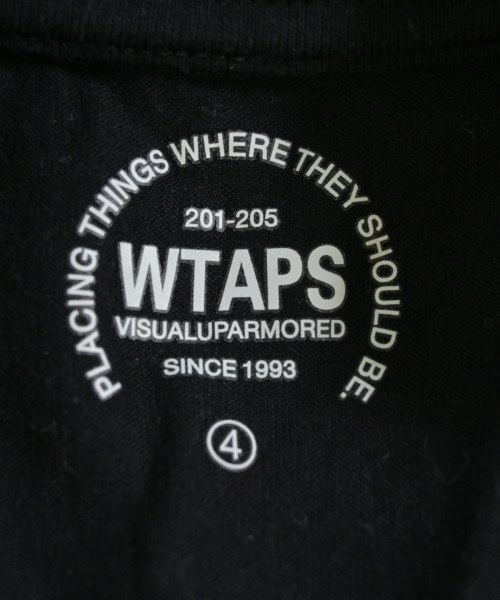 PLACING THINGS WHERE THEY SHOULD BE.
201-205
WTAPS
VISUALUPARMORED
SINCE 1993
4